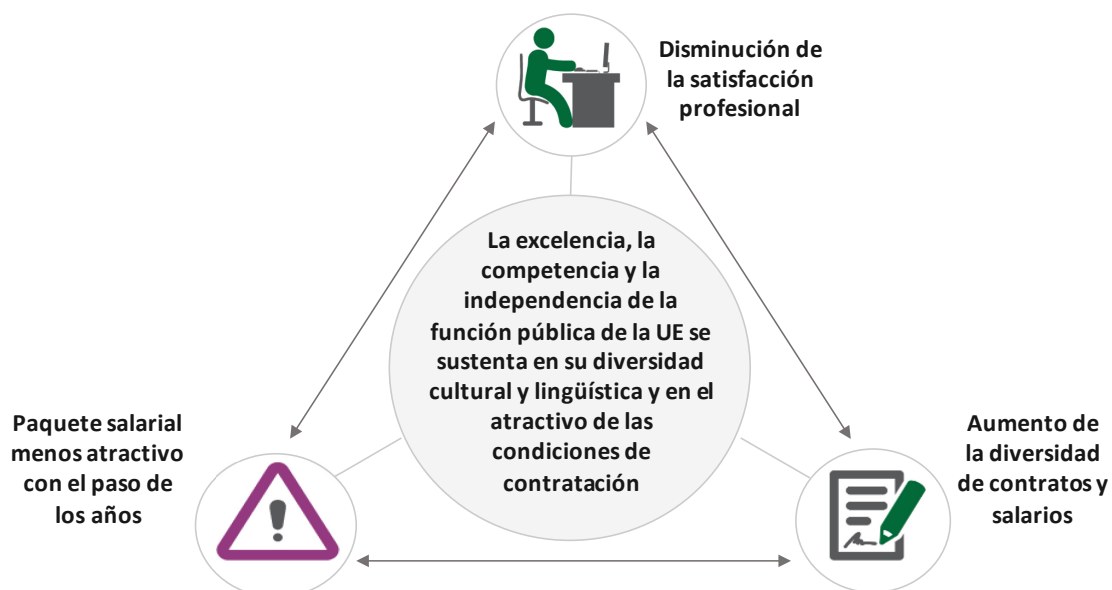 Disminución de
la satisfacción
profesional
La excelencia, la
competencia y la
independencia de la
función pública de la UE se
sustenta en su diversidad
cultural y lingüística y en el
atractivo de las
condiciones de
contratación
Paquete salarial
menos atractivo
con el paso de
los años
Aumento de
la diversidad
de contratos y
salarios